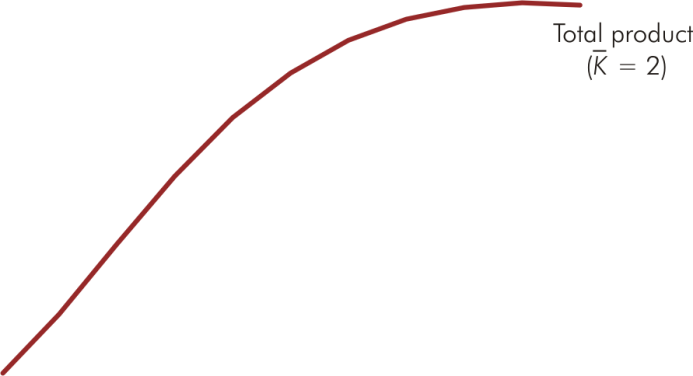 Total product
(K̅ = 2)